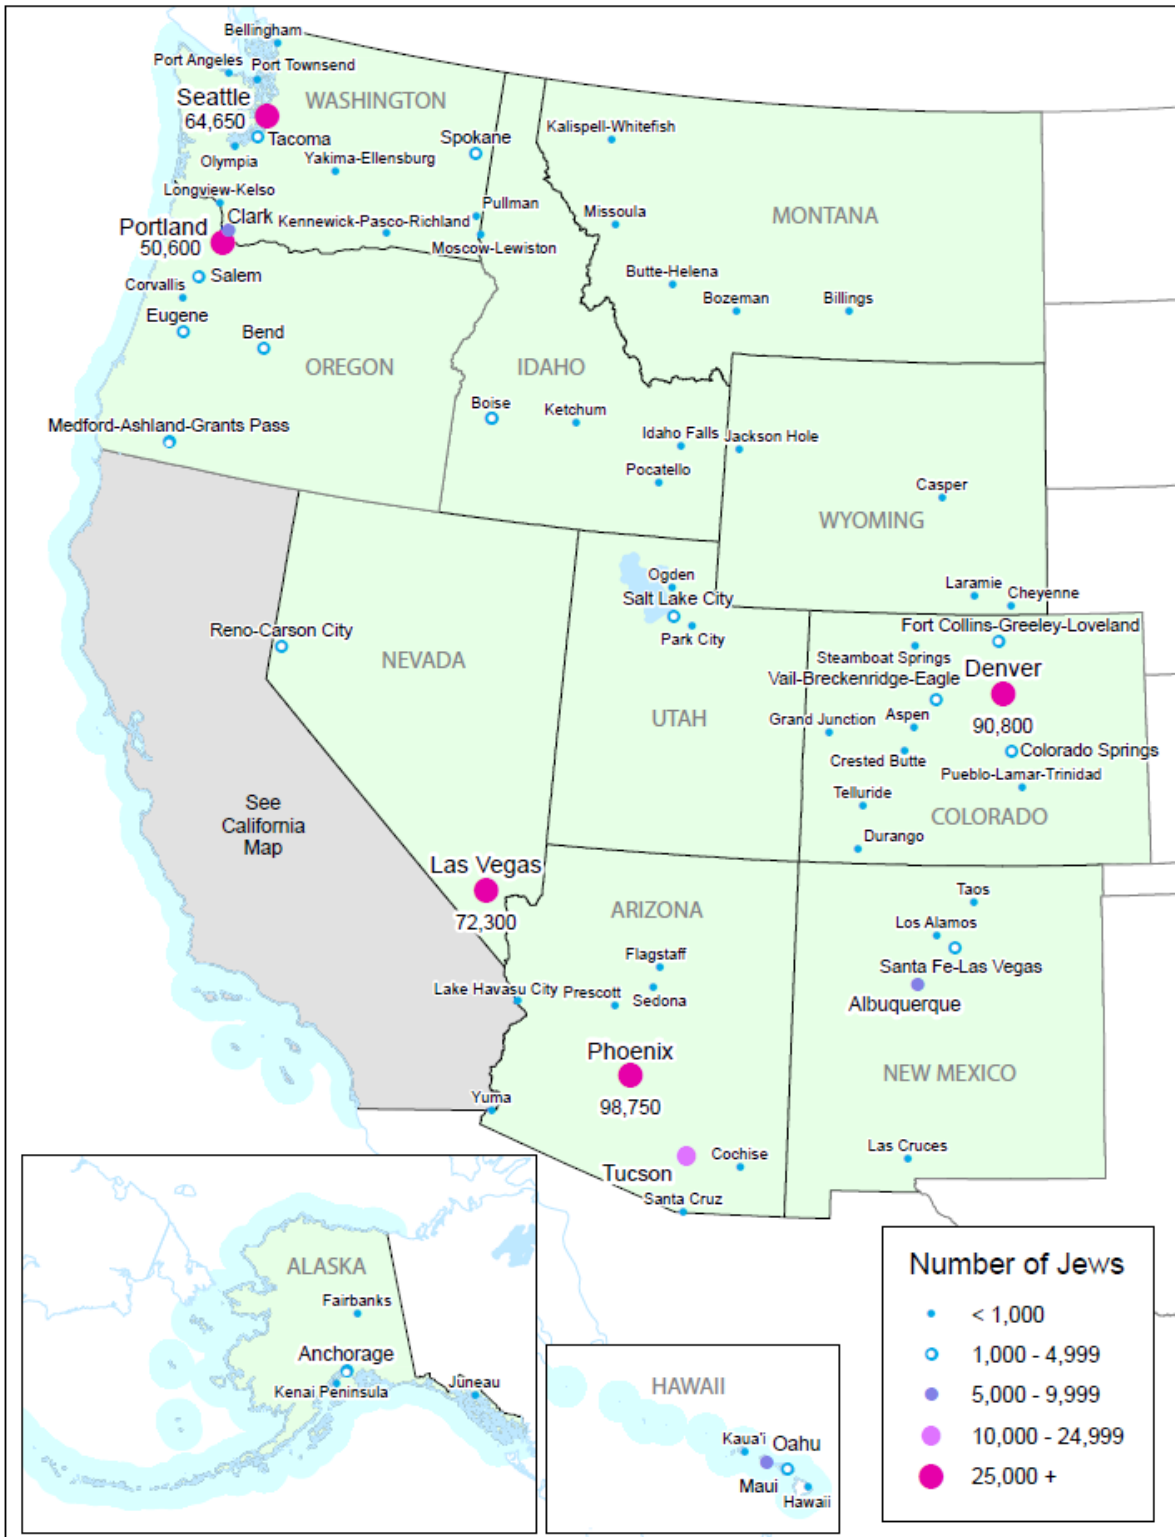 Bellingham
Port Angeles
Port Townsend
Seattle
64,650
WASHINGTON
Tacoma
Spokane
Olympia
Yakima-Ellensburg
Kalispell-Whitefish
Longview-Kelso
Clark
Pullman
Kennewick-Pasco-Richland
Portland
50,600
Moscow-Lewiston
Missoula
MONTANA
Salem
Corvallis
Butte-Helena
Eugene
Bend
Bozeman
Billings
OREGON
IDAHO
Boise
Ketchum
Medford-Ashland-Grants Pass
Idaho Falls
Jackson Hole
Pocatello
Casper
WYOMING
Ogden
Laramie
Cheyenne
Salt Lake City
Park City
Reno-Carson City
NEVADA
Fort Collins-Greeley-Loveland
Steamboat Springs
Denver
90,800
Vail-Breckenridge-Eagle
UTAH
Grand Junction
Aspen
Crested Butte
Colorado Springs
Pueblo-Lamar-Trinidad
Telluride
COLORADO
Durango
See
California
Map
Las Vegas
72,300
ARIZONA
Taos
Los Alamos
Flagstaff
Santa Fe-Las Vegas
Lake Havasu City
Prescott
Sedona
Albuquerque
Phoenix
98,750
NEW MEXICO
Yuma
Las Cruces
Tucson
Cochise
Santa Cruz
ALASKA
Fairbanks
Anchorage
Kenai Peninsula
Juneau
HAWAII
Kaua'i
Oahu
Maui
Hawaii
Number of Jews
< 1,000
1,000 - 4,999
5,000 - 9,999
10,000 - 24,999
25,000 +